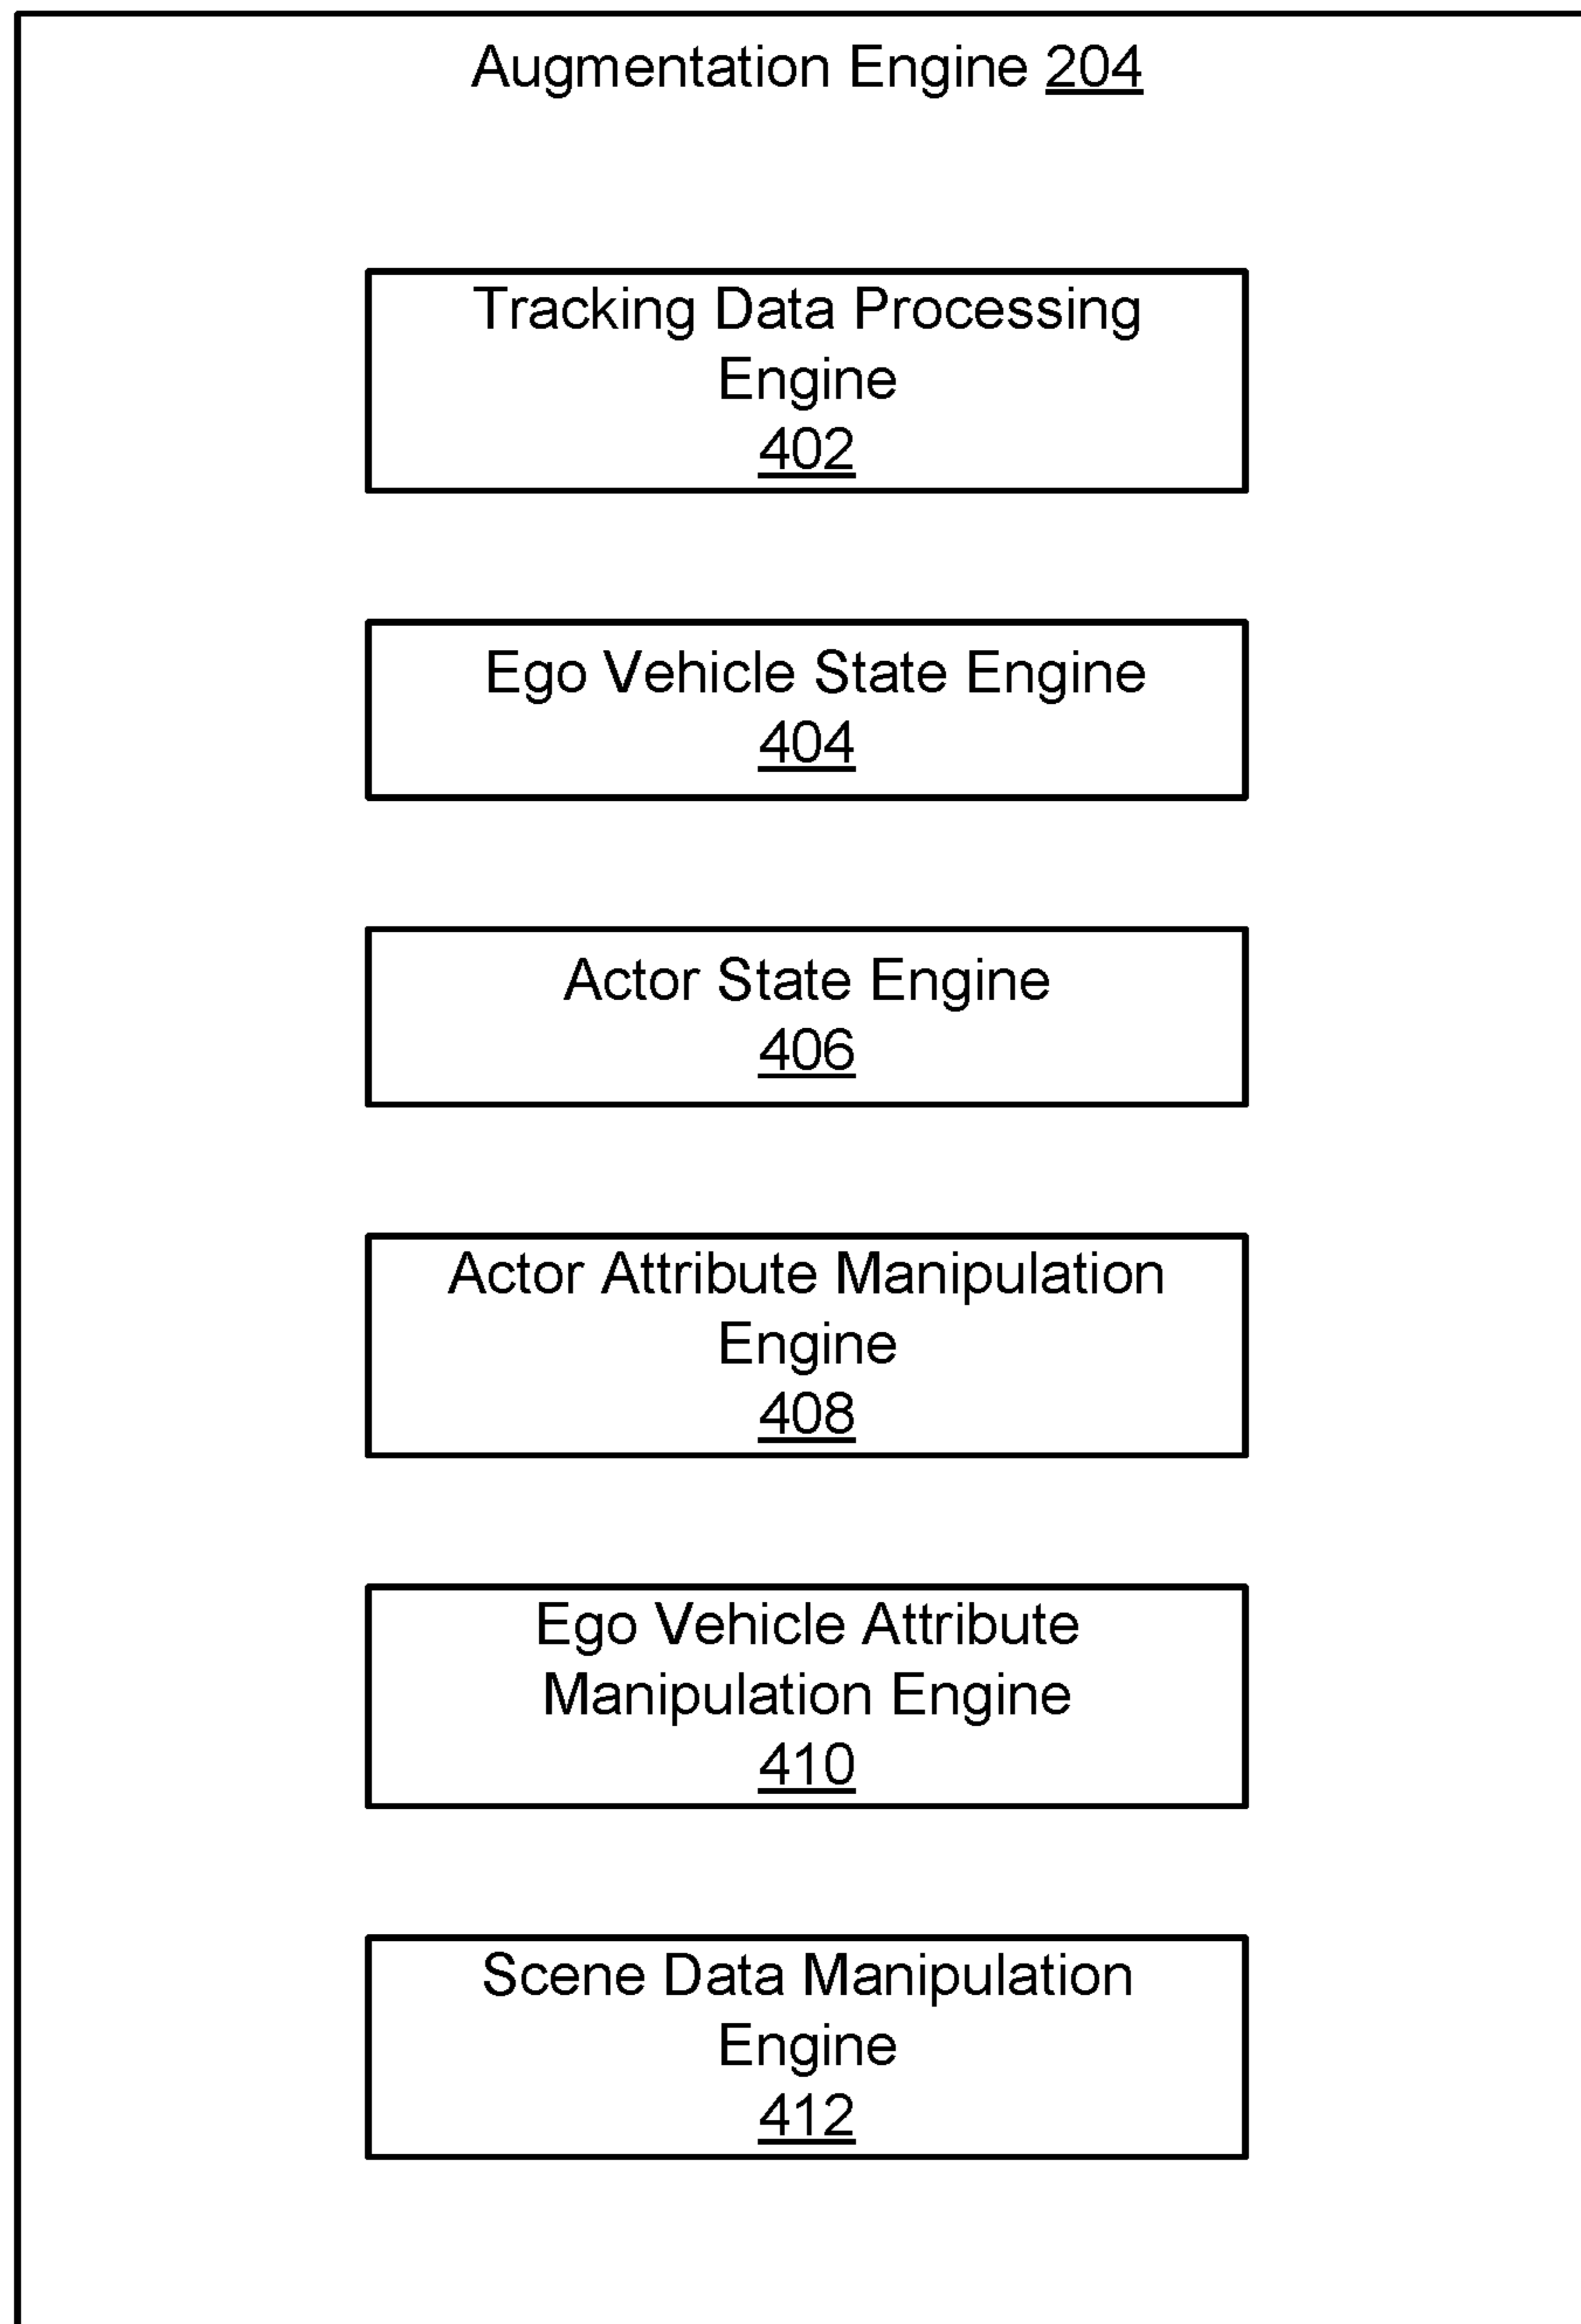 Augmentation Engine 204
Tracking Data Processing
Engine
402
Ego Vehicle State Engine
404
Actor State Engine
406
Actor Attribute Manipulation
Engine
408
Ego Vehicle Attribute
Manipulation Engine
410
Scene Data Manipulation
Engine
412